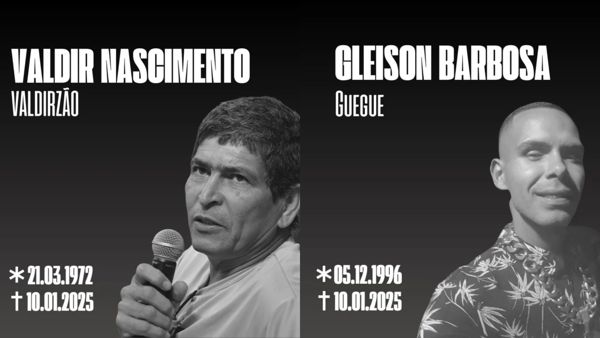 VALDIR NASCIMENTO
VALDIRZÃO
* 21.03.1972
† 10.01.2025
GLEISON BARBOSA
GUEGUE
* 05.12.1996
† 10.01.2025